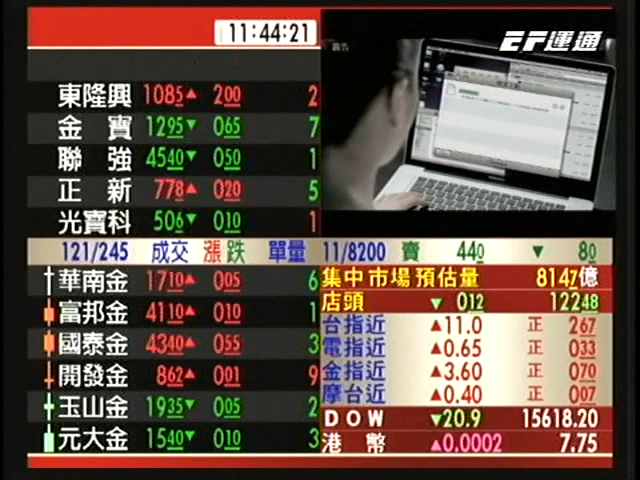 11:44:21
EF運通
廣告
東隆興 1085▲ 200 2
金寶 1295▼ 065 7
聯強 4540▼ 050 1
正新 778▲ 020 5
光寶科 506▼ 010 1
121/245 成交 漲跌 單量 11/8200 賣 440 ▼ 80
華南金 1710▲ 005 6
富邦金 4110▲ 010 1
國泰金 4340▲ 055 3
開發金 862▲ 001 9
玉山金 1935▼ 005 2
元大金 1540▼ 010 3
集中市場預估量 8147億
店頭 ▼ 012 12248
台指近 ▲11.0 正 267
電指近 ▲0.65 正 033
金指近 ▲3.60 正 070
摩台近 ▲0.40 正 007
DOW ▼20.9 15618.20
港幣 ▲0.0002 7.75